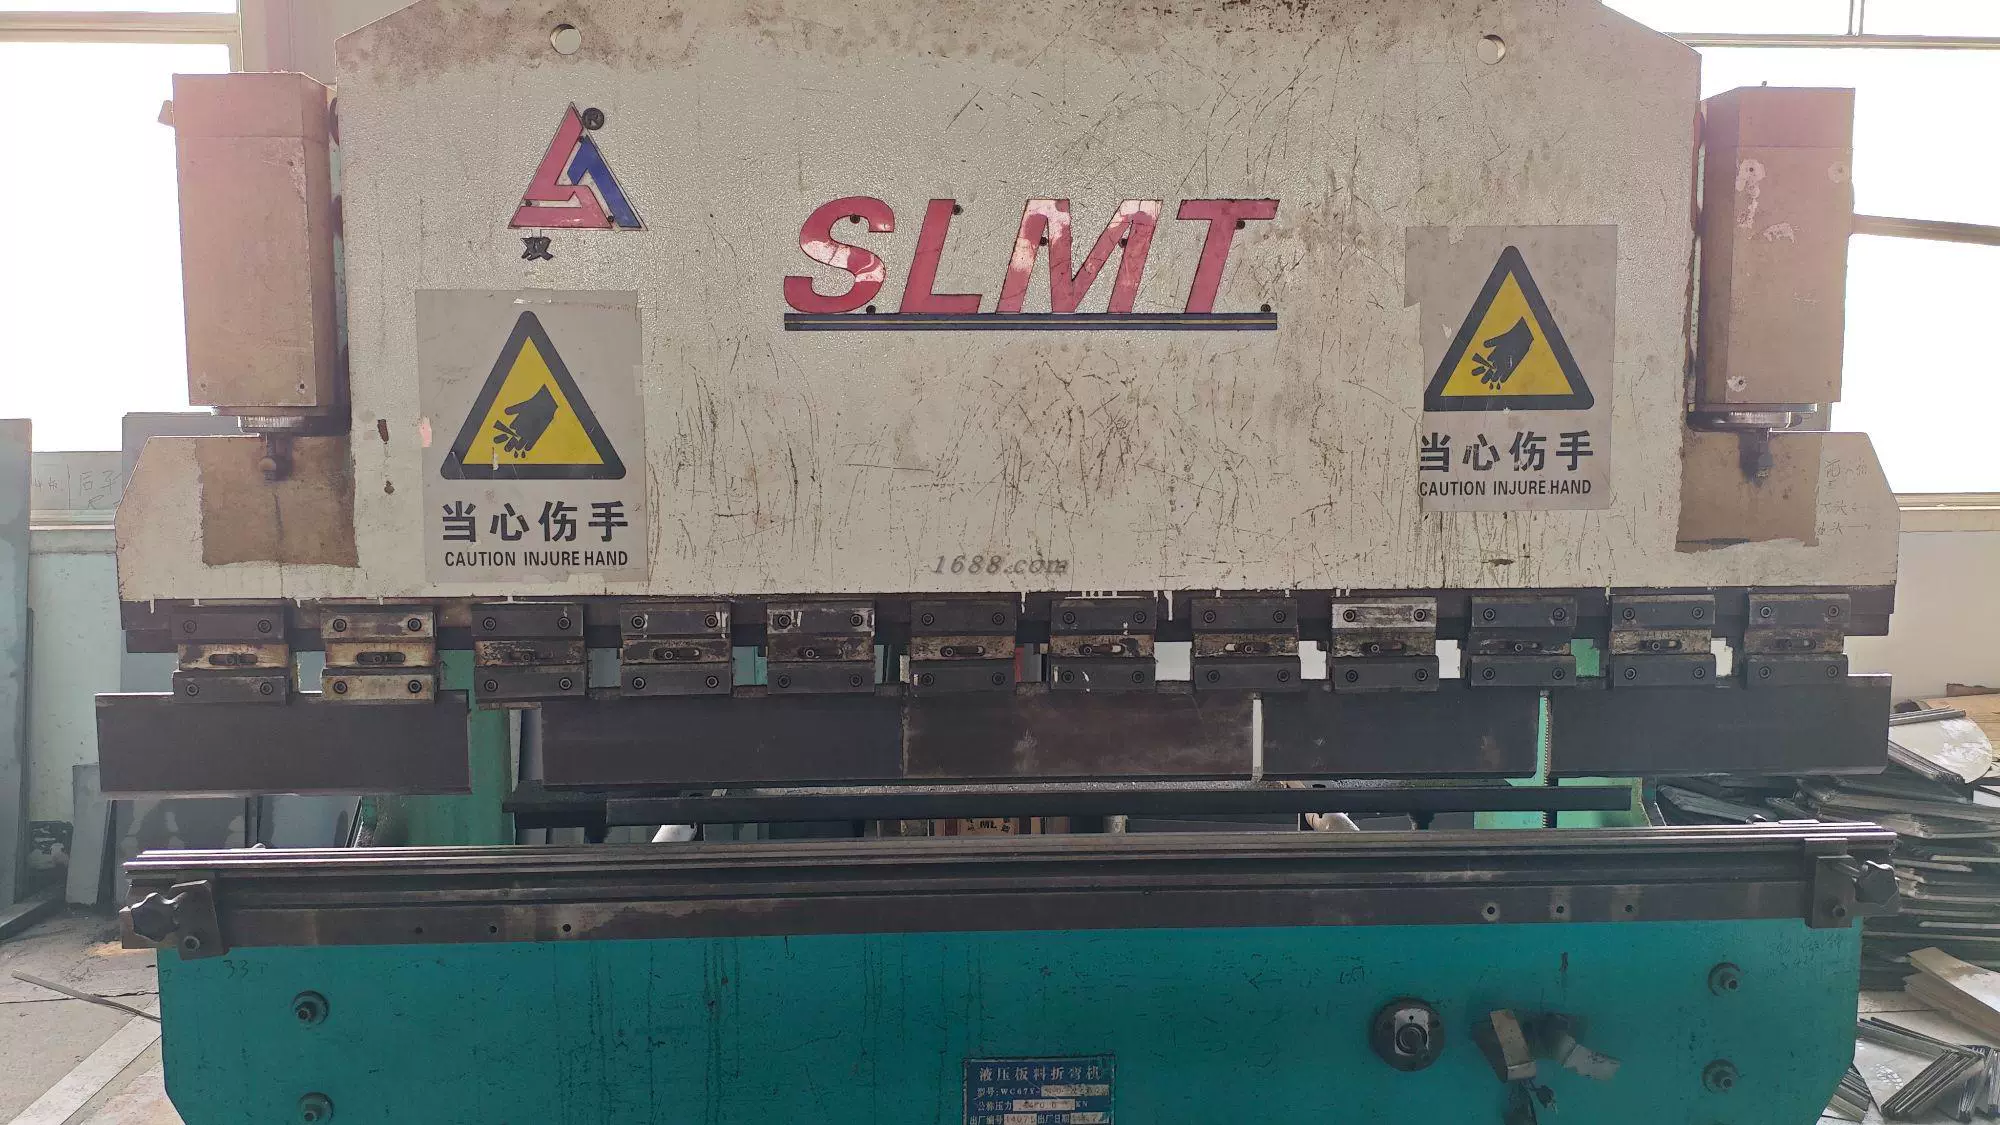 ®
双
SLMT
当心伤手
CAUTION INJURE HAND
当心伤手
CAUTION INJURE HAND
1688.com
33
液压板料折弯机
型号:WC67Y-
公称压力 KN
出厂编号 出厂日期